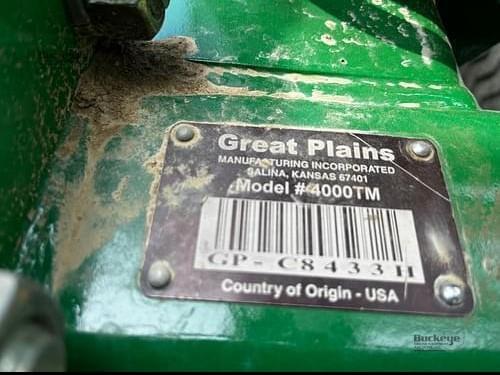 Great Plains
MANUFACTURING INCORPORATED
SALINA, KANSAS 67401
Model # 4000TM
GP-C8433H
Country of Origin - USA
Buckeye